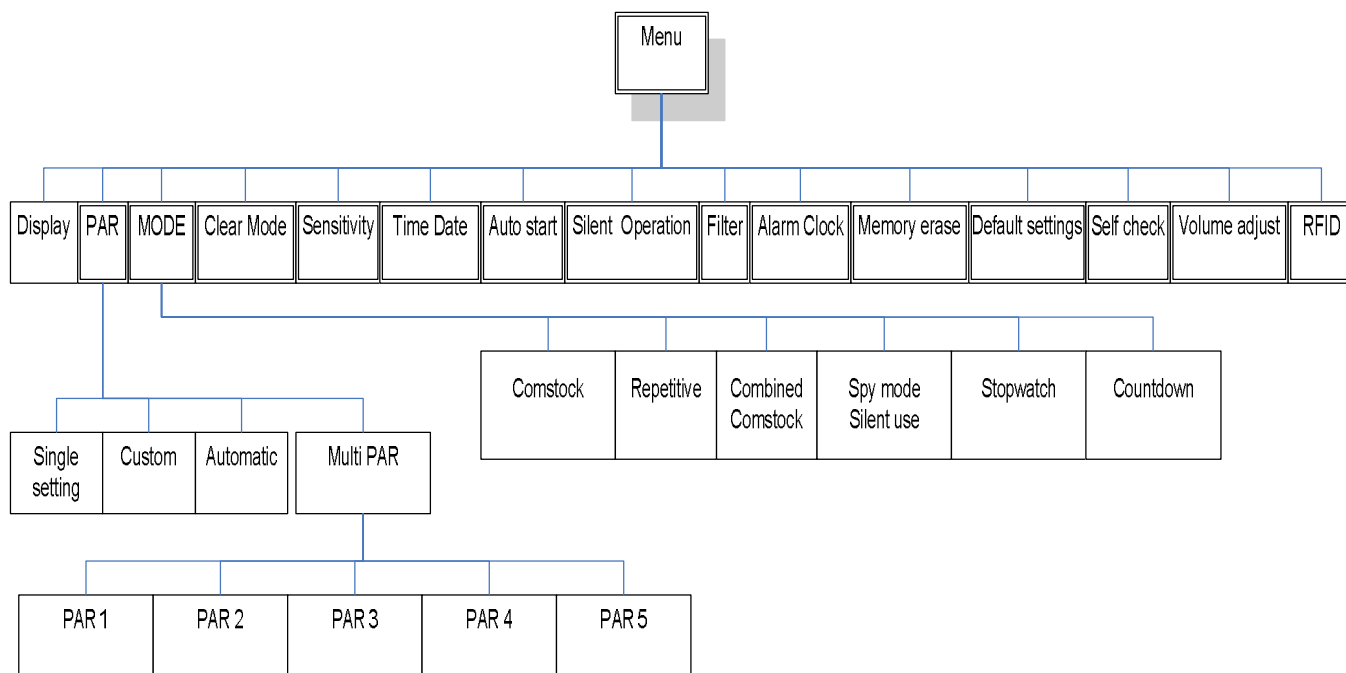 Menu
Display
PAR
MODE
Clear Mode
Sensitivity
Time Date
Auto start
Silent Operation
Filter
Alarm Clock
Memory erase
Default settings
Self check
Volume adjust
RFID
Comstock
Repetitive
Combined
Comstock
Spy mode
Silent use
Stopwatch
Countdown
Single
setting
Custom
Automatic
Multi PAR
PAR 1
PAR 2
PAR 3
PAR 4
PAR 5